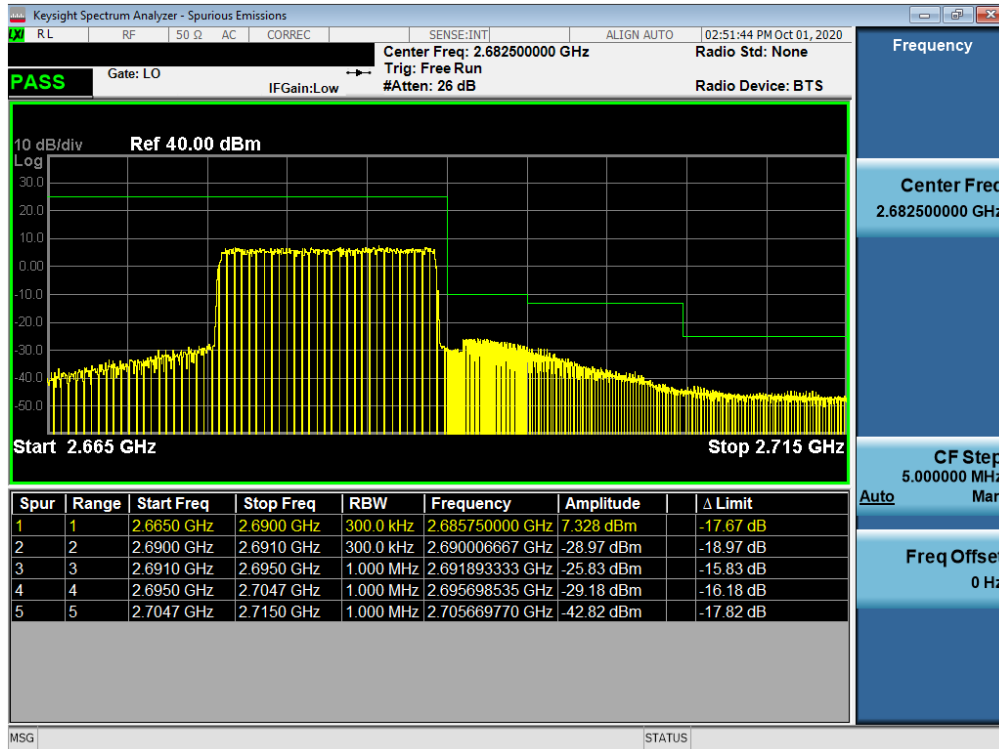 Keysight Spectrum Analyzer - Spurious Emissions
LXI RL RF 50 Ω AC CORREC SENSE:INT ALIGN AUTO 02:51:44 PM Oct 01, 2020
Center Freq: 2.682500000 GHz Radio Std: None
Trig: Free Run
PASS Gate: LO
IFGain:Low #Atten: 26 dB Radio Device: BTS
10 dB/div Ref 40.00 dBm
Log
30.0
20.0
10.0
0.00
-10.0
-20.0
-30.0
-40.0
-50.0
Start 2.665 GHz Stop 2.715 GHz
Spur Range Start Freq Stop Freq RBW Frequency Amplitude Δ Limit
1 1 2.6650 GHz 2.6900 GHz 300.0 kHz 2.685750000 GHz 7.328 dBm -17.67 dB
2 2 2.6900 GHz 2.6910 GHz 300.0 kHz 2.690006667 GHz -28.97 dBm -18.97 dB
3 3 2.6910 GHz 2.6950 GHz 1.000 MHz 2.691893333 GHz -25.83 dBm -15.83 dB
4 4 2.6950 GHz 2.7047 GHz 1.000 MHz 2.695698535 GHz -29.18 dBm -16.18 dB
5 5 2.7047 GHz 2.7150 GHz 1.000 MHz 2.705669770 GHz -42.82 dBm -17.82 dB
MSG STATUS
Frequency
Center Freq
2.682500000 GHz
CF Step
5.000000 MHz
Auto Man
Freq Offset
0 Hz